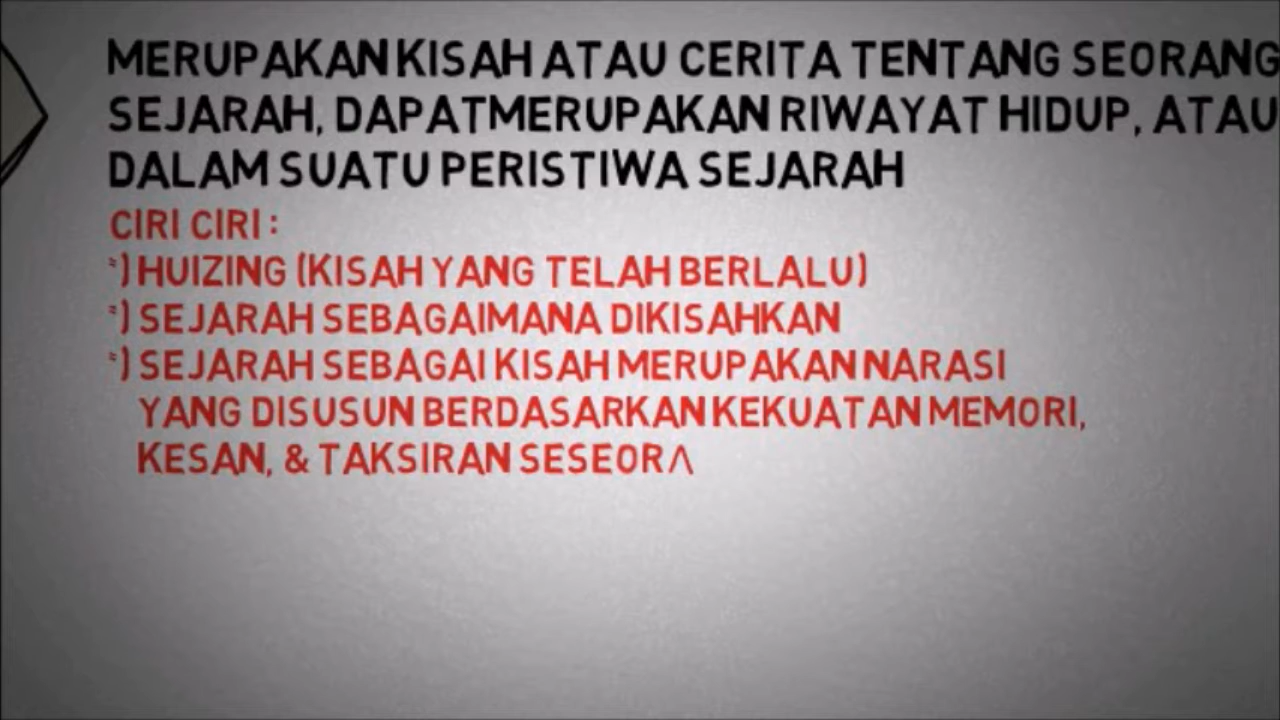 MERUPAKAN KISAH ATAU CERITA TENTANG SEORANG
SEJARAH, DAPATMERUPAKAN RIWAYAT HIDUP, ATAU
DALAM SUATU PERISTIWA SEJARAH
CIRI CIRI :
*) HUIZING (KISAH YANG TELAH BERLALU)
*) SEJARAH SEBAGAIMANA DIKISAHKAN
*) SEJARAH SEBAGAI KISAH MERUPAKAN NARASI
YANG DISUSUN BERDASARKAN KEKUATAN MEMORI,
KESAN, & TAKSIRAN SESEOR